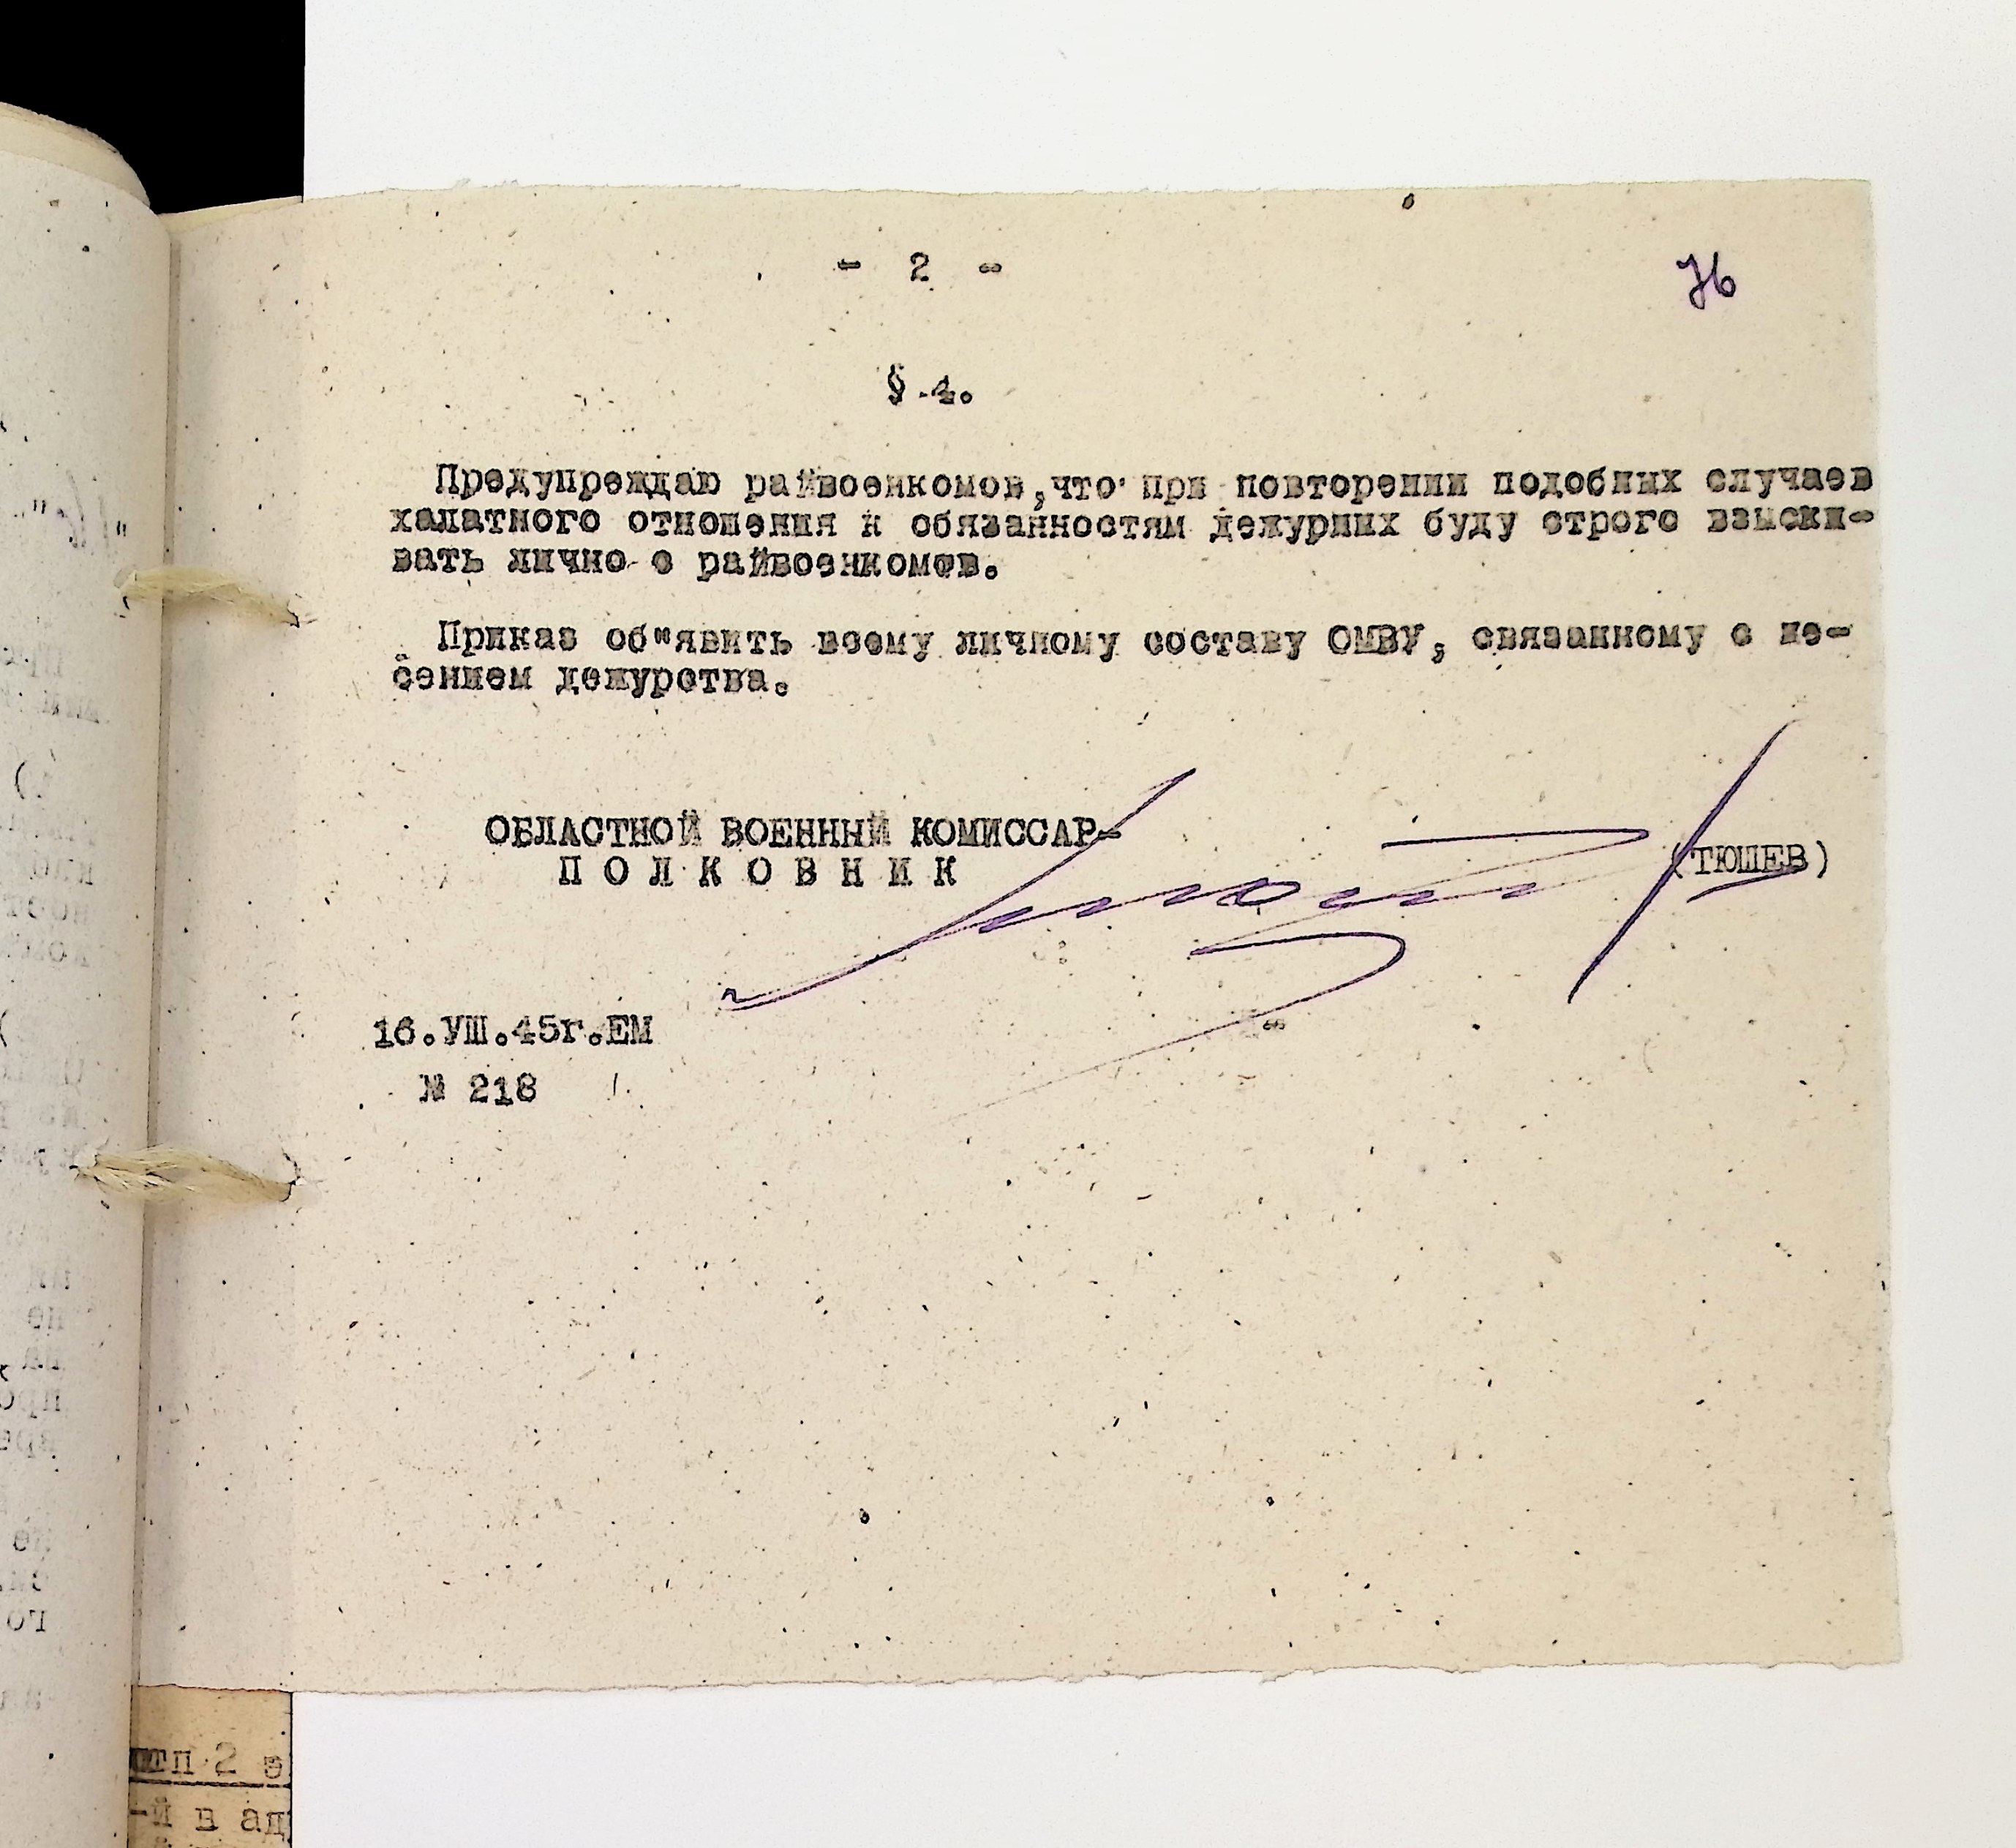 - 2 -
76
§ 4.
Предупреждаю райвоенкомов,что при повторении подобных случаев
халатного отношения к обязанностям дежурных буду строго взыски-
вать лично с райвоенкомов.
Приказ об"явить всему личному составу ОМВУ, связанному с не-
сением дежурства.
ОБЛАСТНОЙ ВОЕННЫЙ КОМИССАР-
П О Л К О В Н И К
(ТЮШЕВ)
16.УШ.45г.ЕМ
№ 218
2 э
-й в ад